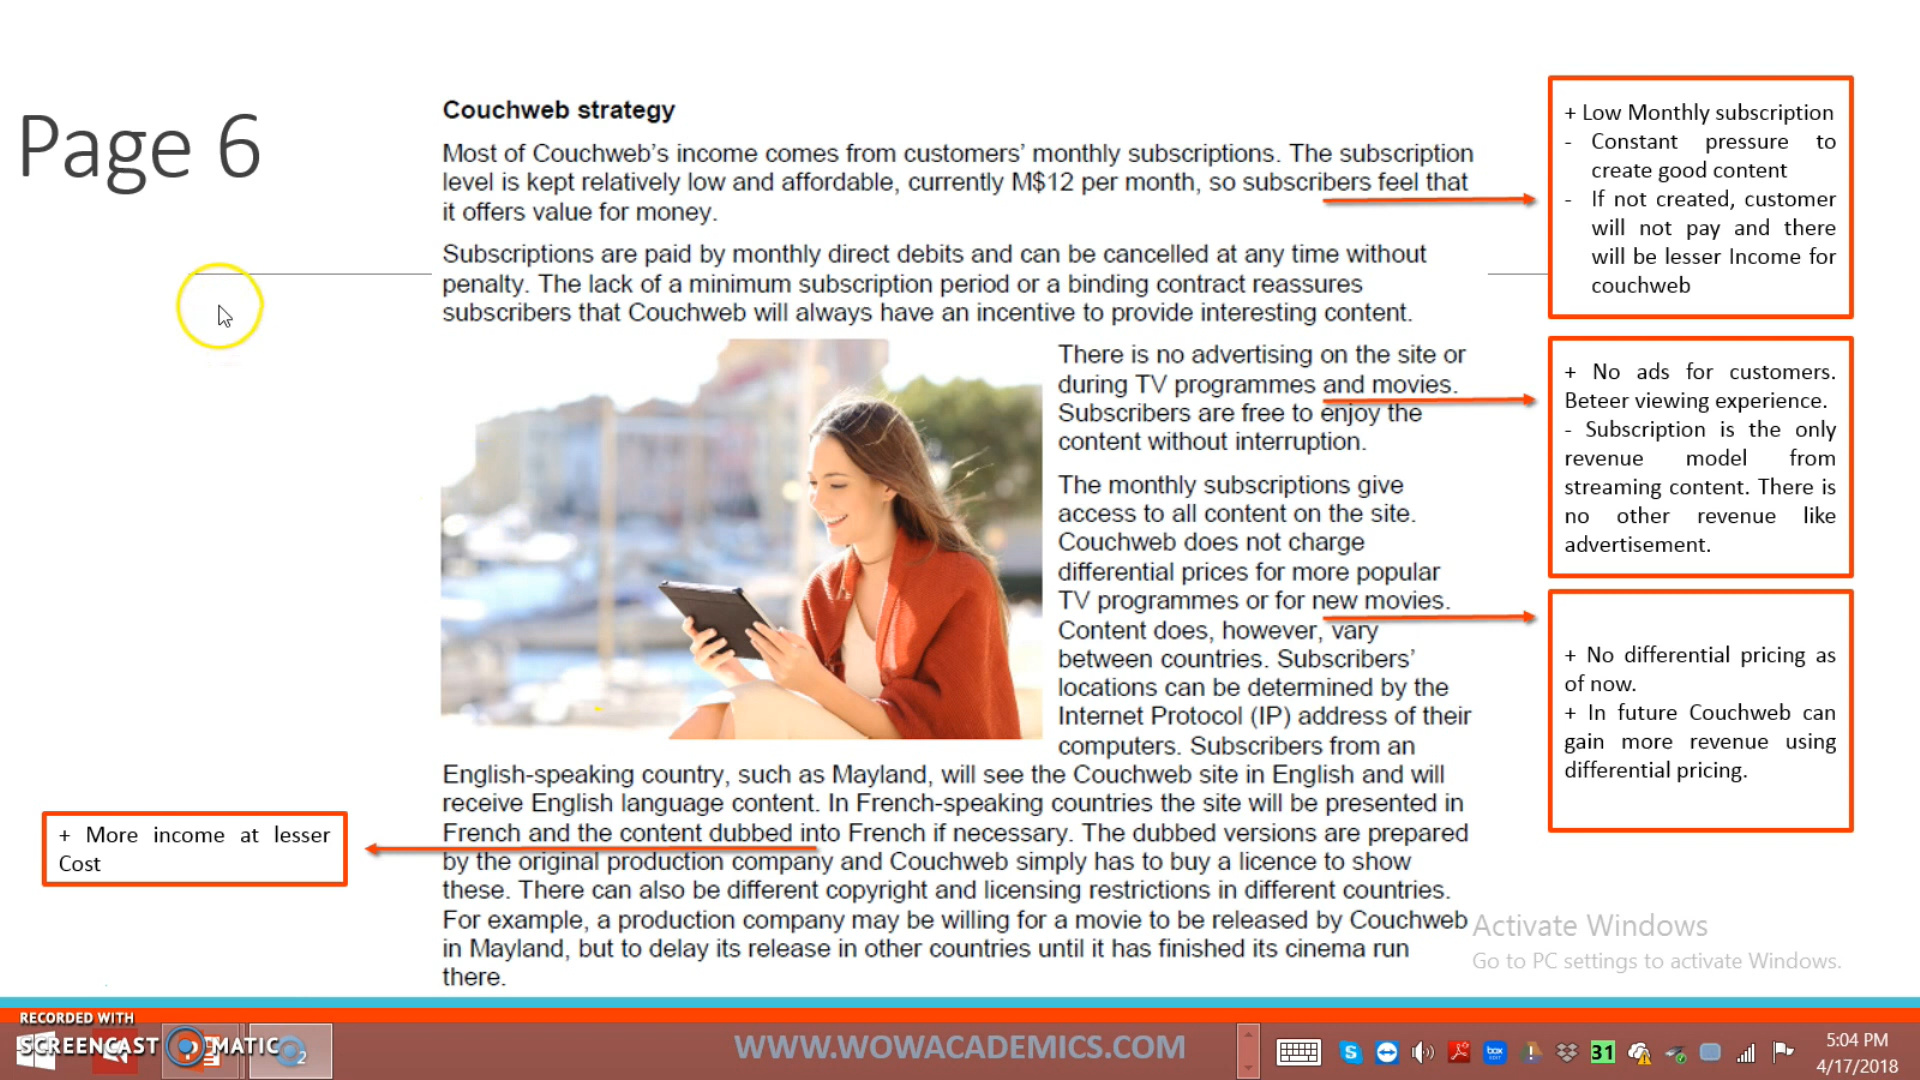 Page 6
Couchweb strategy
Most of Couchweb's income comes from customers' monthly subscriptions. The subscription
level is kept relatively low and affordable, currently M$12 per month, so subscribers feel that
it offers value for money.
Subscriptions are paid by monthly direct debits and can be cancelled at any time without
penalty. The lack of a minimum subscription period or a binding contract reassures
subscribers that Couchweb will always have an incentive to provide interesting content.
There is no advertising on the site or
during TV programmes and movies.
Subscribers are free to enjoy the
content without interruption.
The monthly subscriptions give
access to all content on the site.
Couchweb does not charge
differential prices for more popular
TV programmes or for new movies.
Content does, however, vary
between countries. Subscribers'
locations can be determined by the
Internet Protocol (IP) address of their
computers. Subscribers from an
English-speaking country, such as Mayland, will see the Couchweb site in English and will
receive English language content. In French-speaking countries the site will be presented in
French and the content dubbed into French if necessary. The dubbed versions are prepared
by the original production company and Couchweb simply has to buy a licence to show
these. There can also be different copyright and licensing restrictions in different countries.
For example, a production company may be willing for a movie to be released by Couchweb
in Mayland, but to delay its release in other countries until it has finished its cinema run
there.
+ Low Monthly subscription
- Constant pressure to
create good content
- If not created, customer
will not pay and there
will be lesser Income for
couchweb
+ No ads for customers.
Beteer viewing experience.
- Subscription is the only
revenue model from
streaming content. There is
no other revenue like
advertisement.
+ No differential pricing as
of now.
+ In future Couchweb can
gain more revenue using
differential pricing.
+ More income at lesser
Cost
Activate Windows
Go to PC settings to activate Windows.
RECORDED WITH
SCREENCAST MATIC
2
WWW.WOWACADEMICS.COM
box
31
5:04 PM
4/17/2018